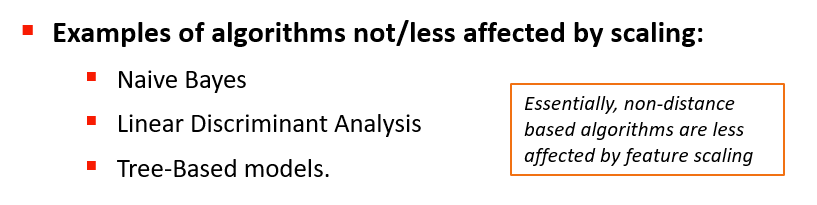 Examples of algorithms not/less affected by scaling:
Naive Bayes
Linear Discriminant Analysis
Tree-Based models.
Essentially, non-distance
based algorithms are less
affected by feature scaling